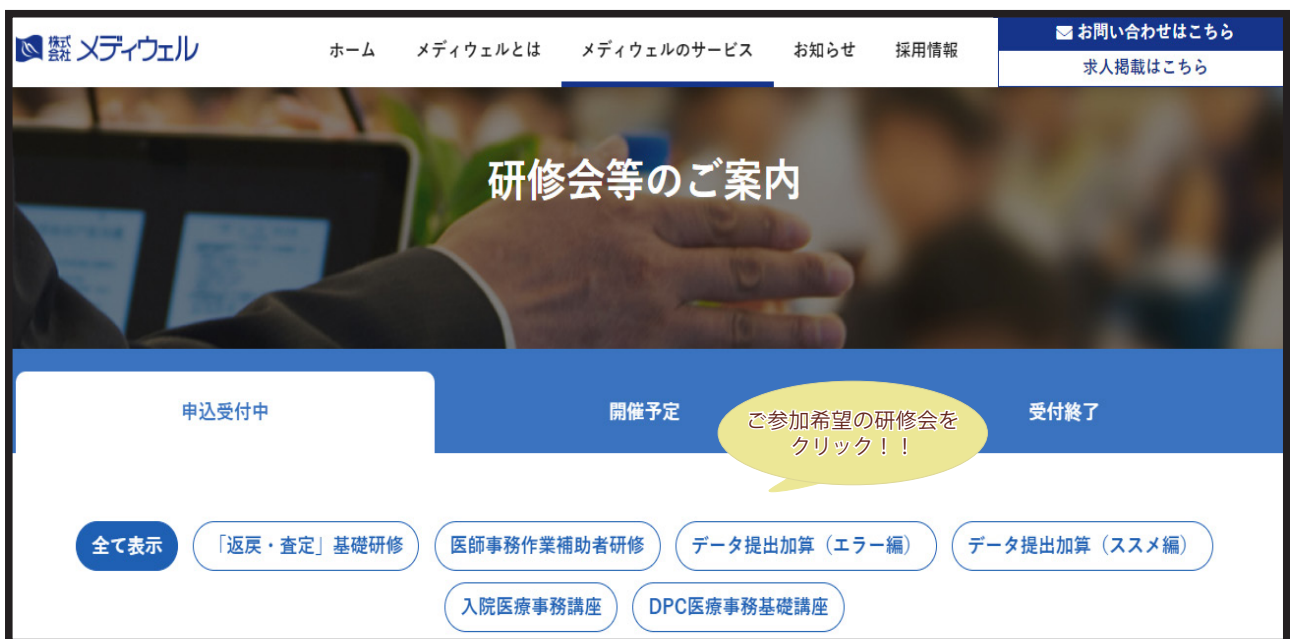 株式会社 メディウェル
ホーム
メディウェルとは
メディウェルのサービス
お知らせ
採用情報
お問い合わせはこちら
求人掲載はこちら
研修会等のご案内
申込受付中
開催予定
受付終了
ご参加希望の研修会を
クリック！！
全て表示
「返戻・査定」基礎研修
医師事務作業補助者研修
データ提出加算（エラー編）
データ提出加算（ススメ編）
入院医療事務講座
DPC医療事務基礎講座